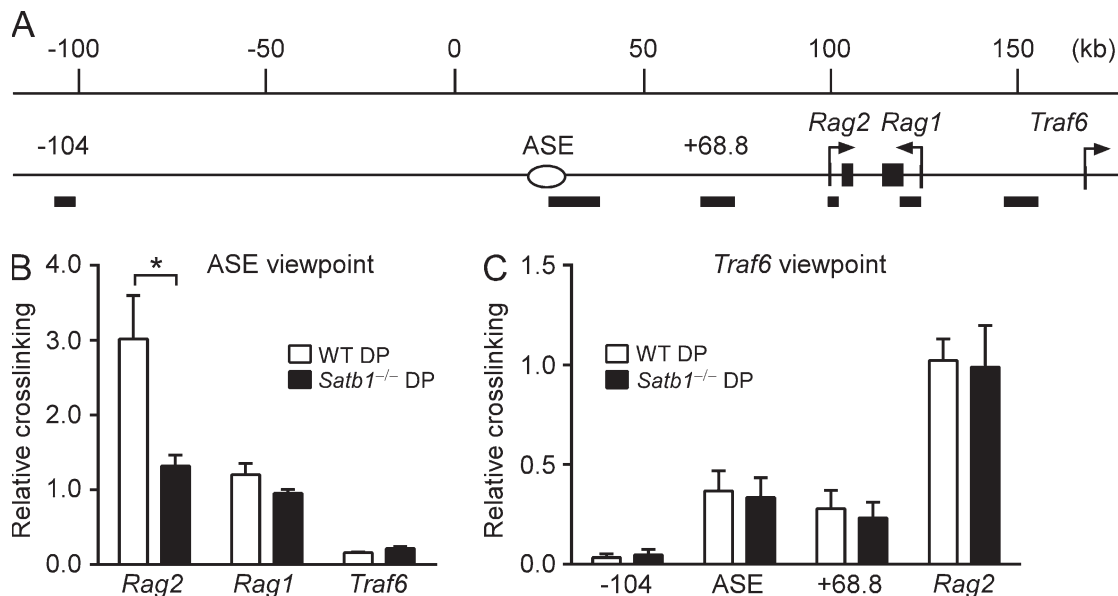 A
-100 -50 0 50 100 150 (kb)
-104 ASE +68.8 Rag2 Rag1 Traf6
B ASE viewpoint
Relative crosslinking
4.0
3.0
2.0
1.0
0.0
*
WT DP
Satb1–/– DP
Rag2 Rag1 Traf6
C Traf6 viewpoint
Relative crosslinking
1.5
1.0
0.5
0.0
WT DP
Satb1–/– DP
-104 ASE +68.8 Rag2